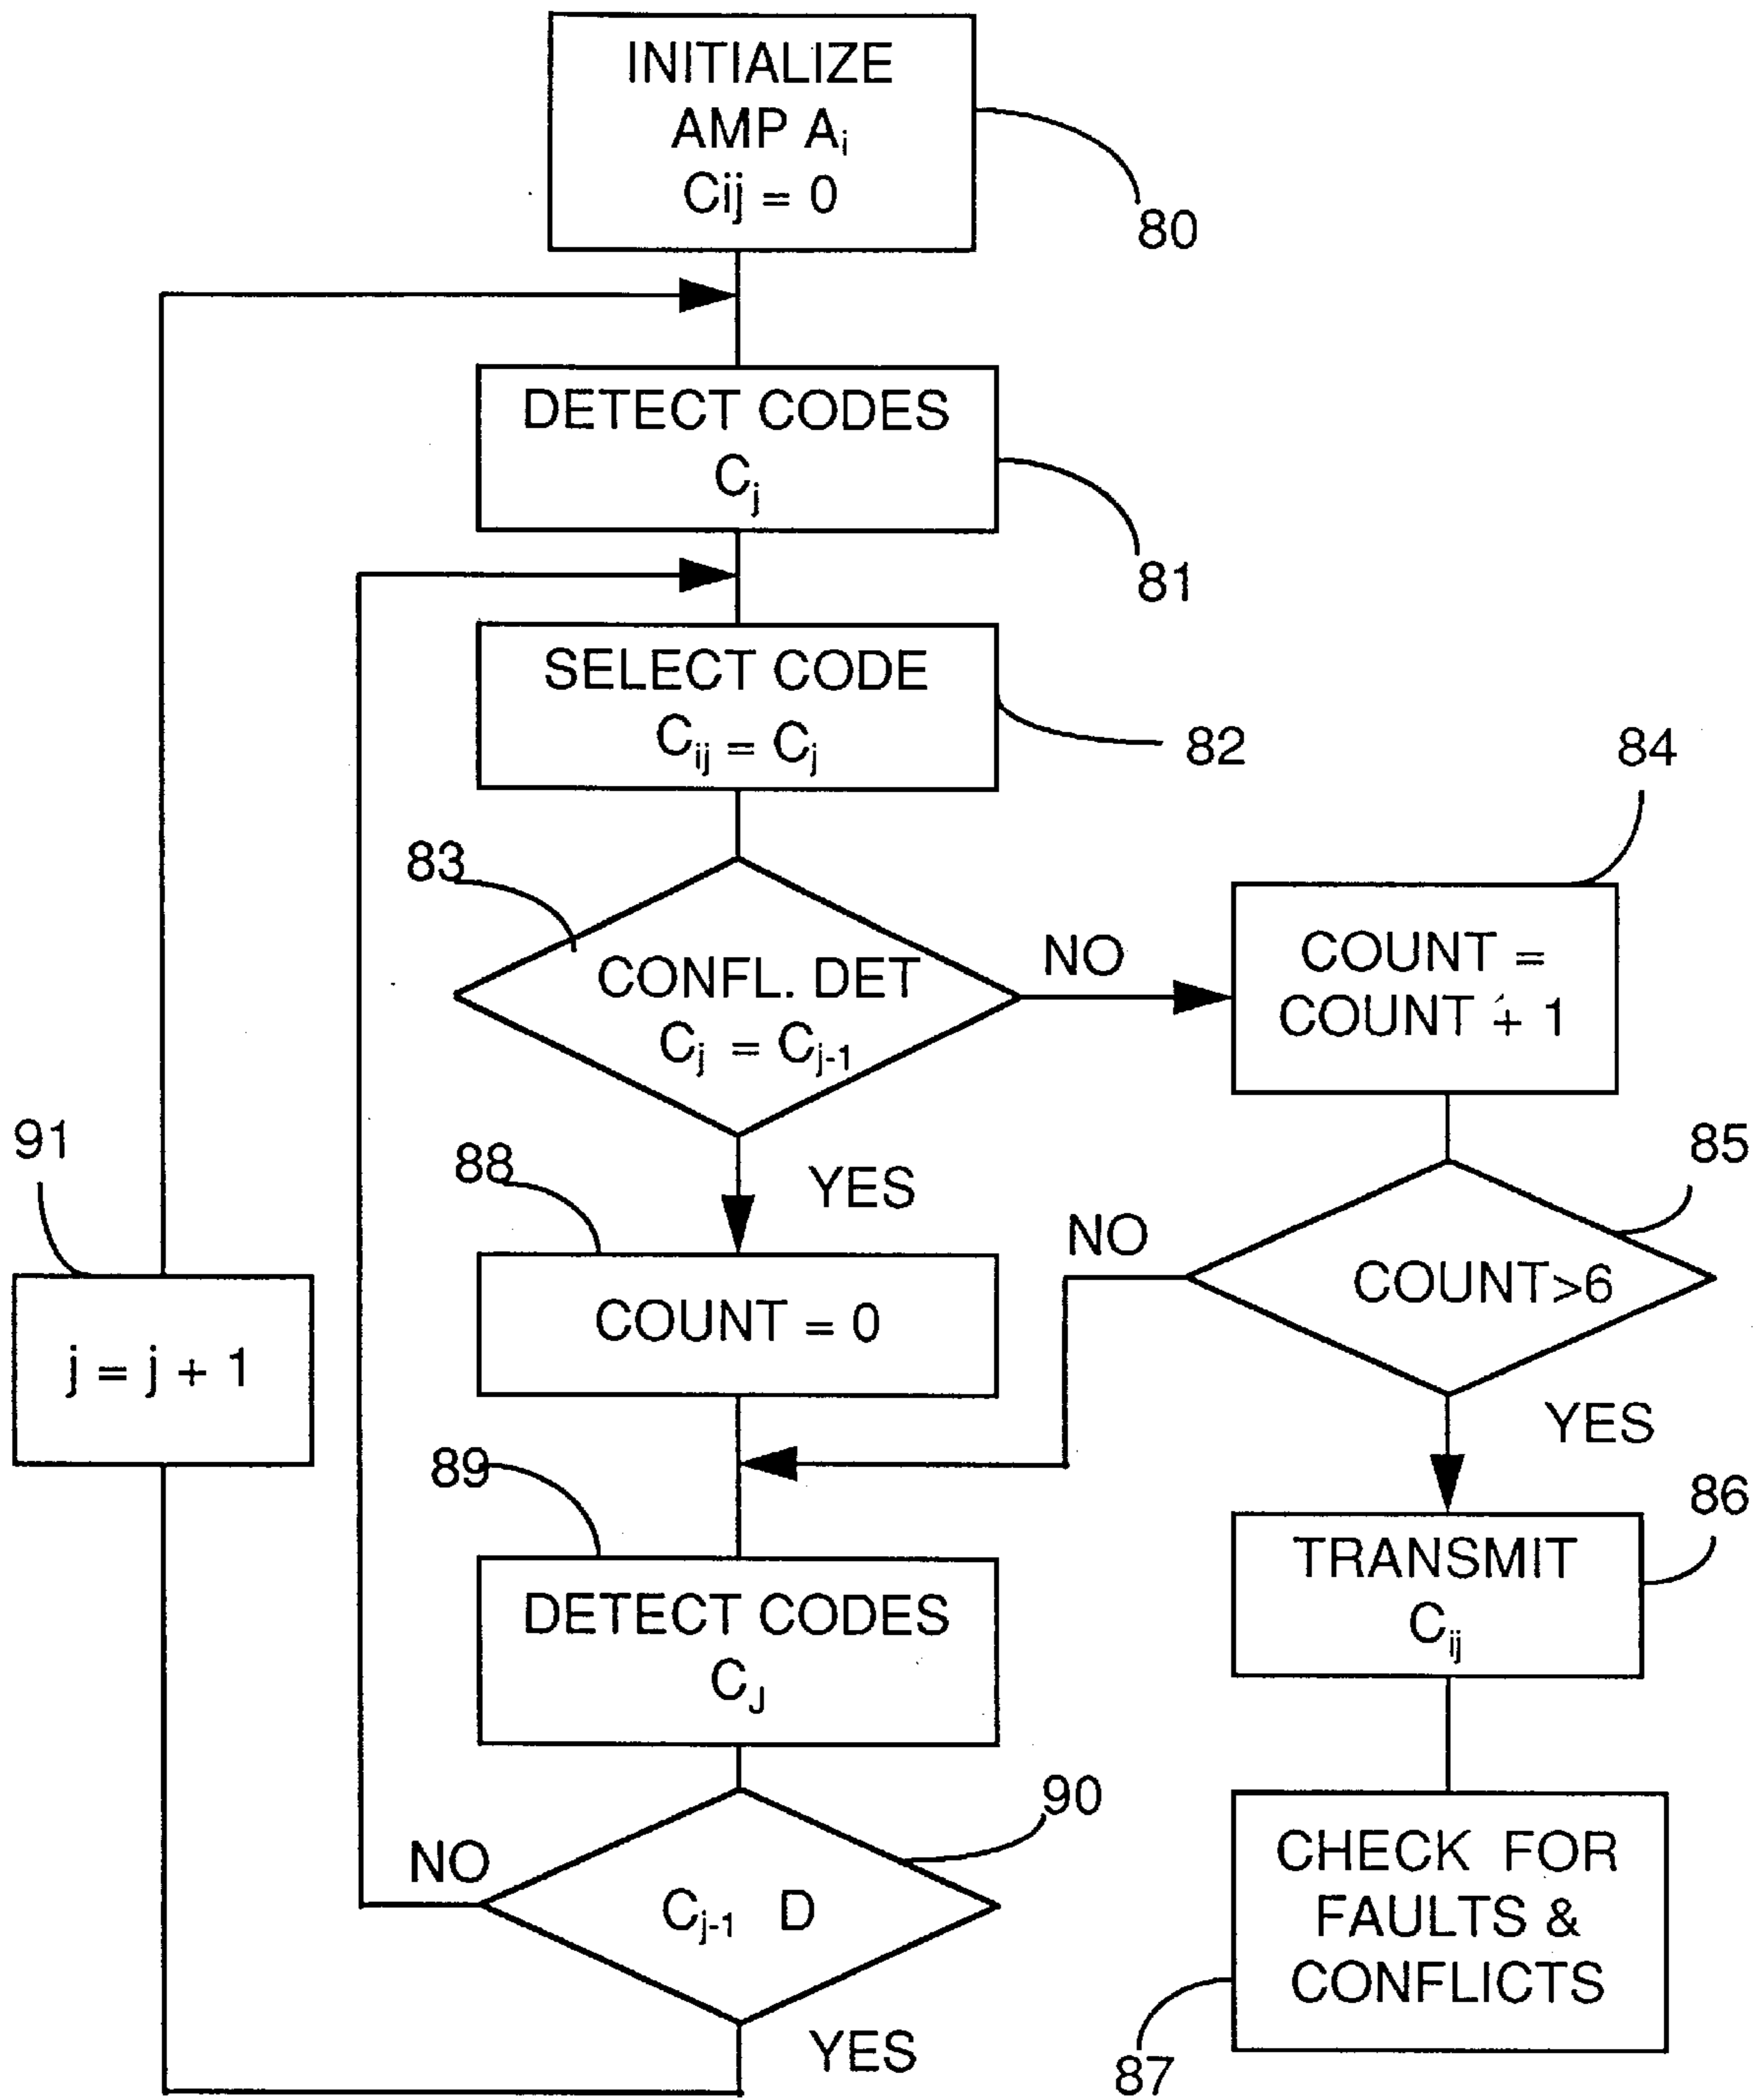 INITIALIZE
AMP Ai
Cij = 0
80
DETECT CODES
Cj
81
SELECT CODE
Cij = Cj
82
83
CONFL. DET
Cj = Cj-1
NO
YES
84
COUNT =
COUNT + 1
85
COUNT>6
NO
YES
88
COUNT = 0
86
TRANSMIT
Cij
89
DETECT CODES
CJ
90
Cj-1 D
NO
YES
91
j = j + 1
CHECK FOR
FAULTS &
CONFLICTS
87